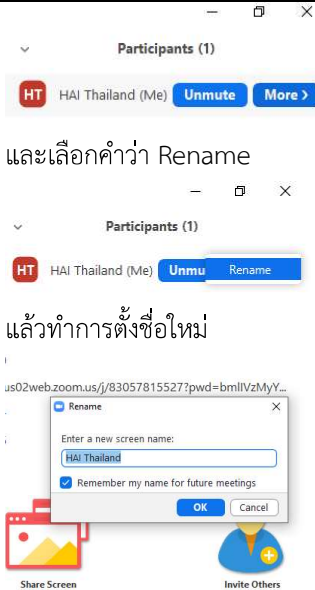 Participants (1)
HT HAI Thailand (Me) Unmute More >
และเลือกคำว่า Rename
Participants (1)
HT HAI Thailand (Me) Unmu Rename
แล้วทำการตั้งชื่อใหม่
us02web.zoom.us/j/83057815527?pwd=bmlIVzMyY...
Rename
Enter a new screen name:
HAI Thailand
Remember my name for future meetings
OK Cancel
Share Screen Invite Others